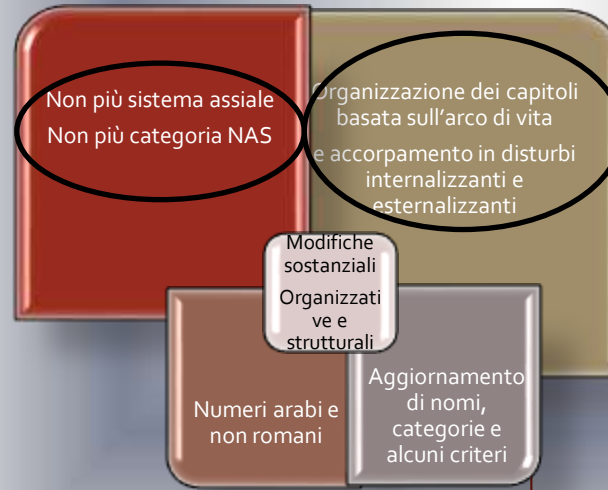 Non più sistema assiale
Non più categoria NAS
Organizzazione dei capitoli
basata sull'arco di vita
e accorpamento in disturbi
internalizzanti e
esternalizzanti
Modifiche
sostanziali
Organizzati
ve e
strutturali
Numeri arabi e
non romani
Aggiornamento
di nomi,
categorie e
alcuni criteri